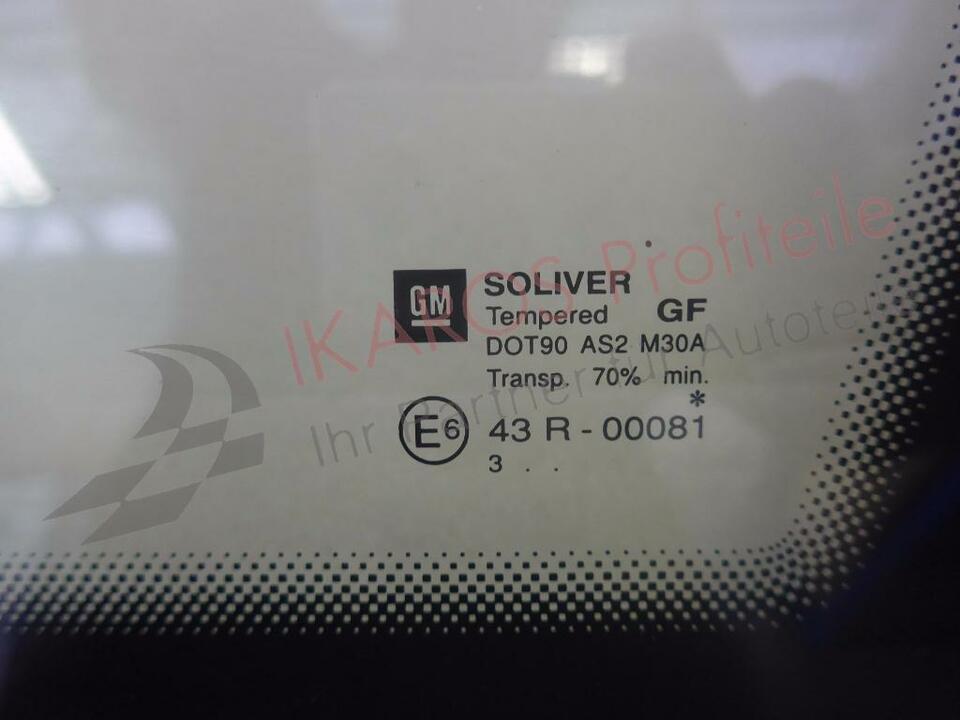 GM
SOLIVER
Tempered GF
DOT90 AS2 M30A
Transp. 70% min.
*
E6 43 R - 00081
3 . .
IKAROS Profiteile
Ihr Partner für Autoteile